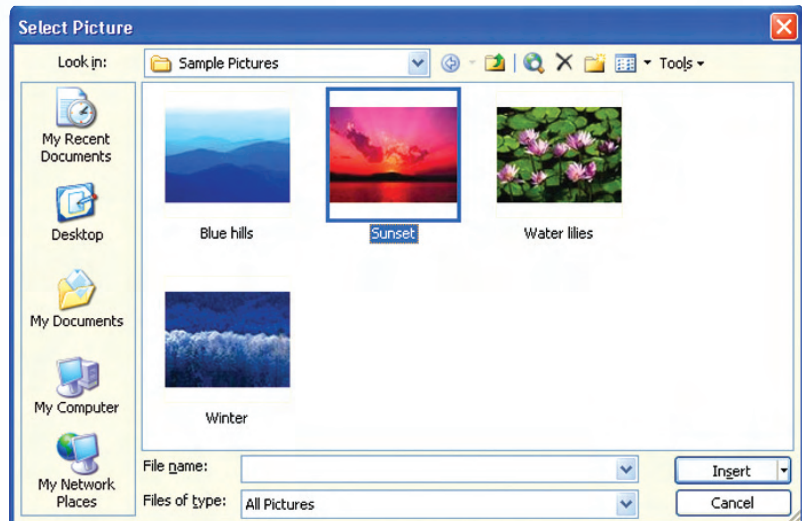 Select Picture
Look in:
Sample Pictures
Tools
My Recent
Documents
Desktop
My Documents
My Computer
My Network
Places
Blue hills
Sunset
Water lilies
Winter
File name:
Insert
Files of type:
All Pictures
Cancel